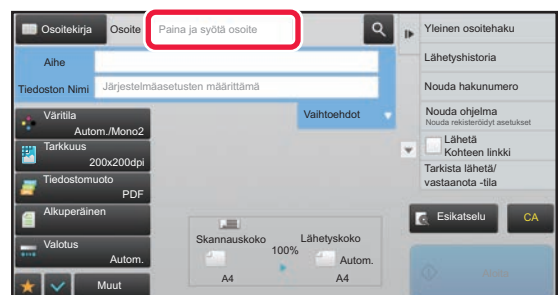 Osoitekirja
Osoite
Paina ja syötä osoite
Aihe
Tiedoston Nimi
Järjestelmäasetusten määrittämä
Väritila
Autom./Mono2
Tarkkuus
200x200dpi
Tiedostomuoto
PDF
Alkuperäinen
Valotus
Autom.
Muut
Vaihtoehdot
Skannauskoko
100%
Lähetyskoko
Autom.
A4
A4
Yleinen osoitehaku
Lähetyshistoria
Nouda hakunumero
Nouda ohjelma
Nouda rekisteröidyt asetukset
Lähetä
Kohteen linkki
Tarkista lähetä/
vastaanota -tila
Esikatselu
CA
Aloita